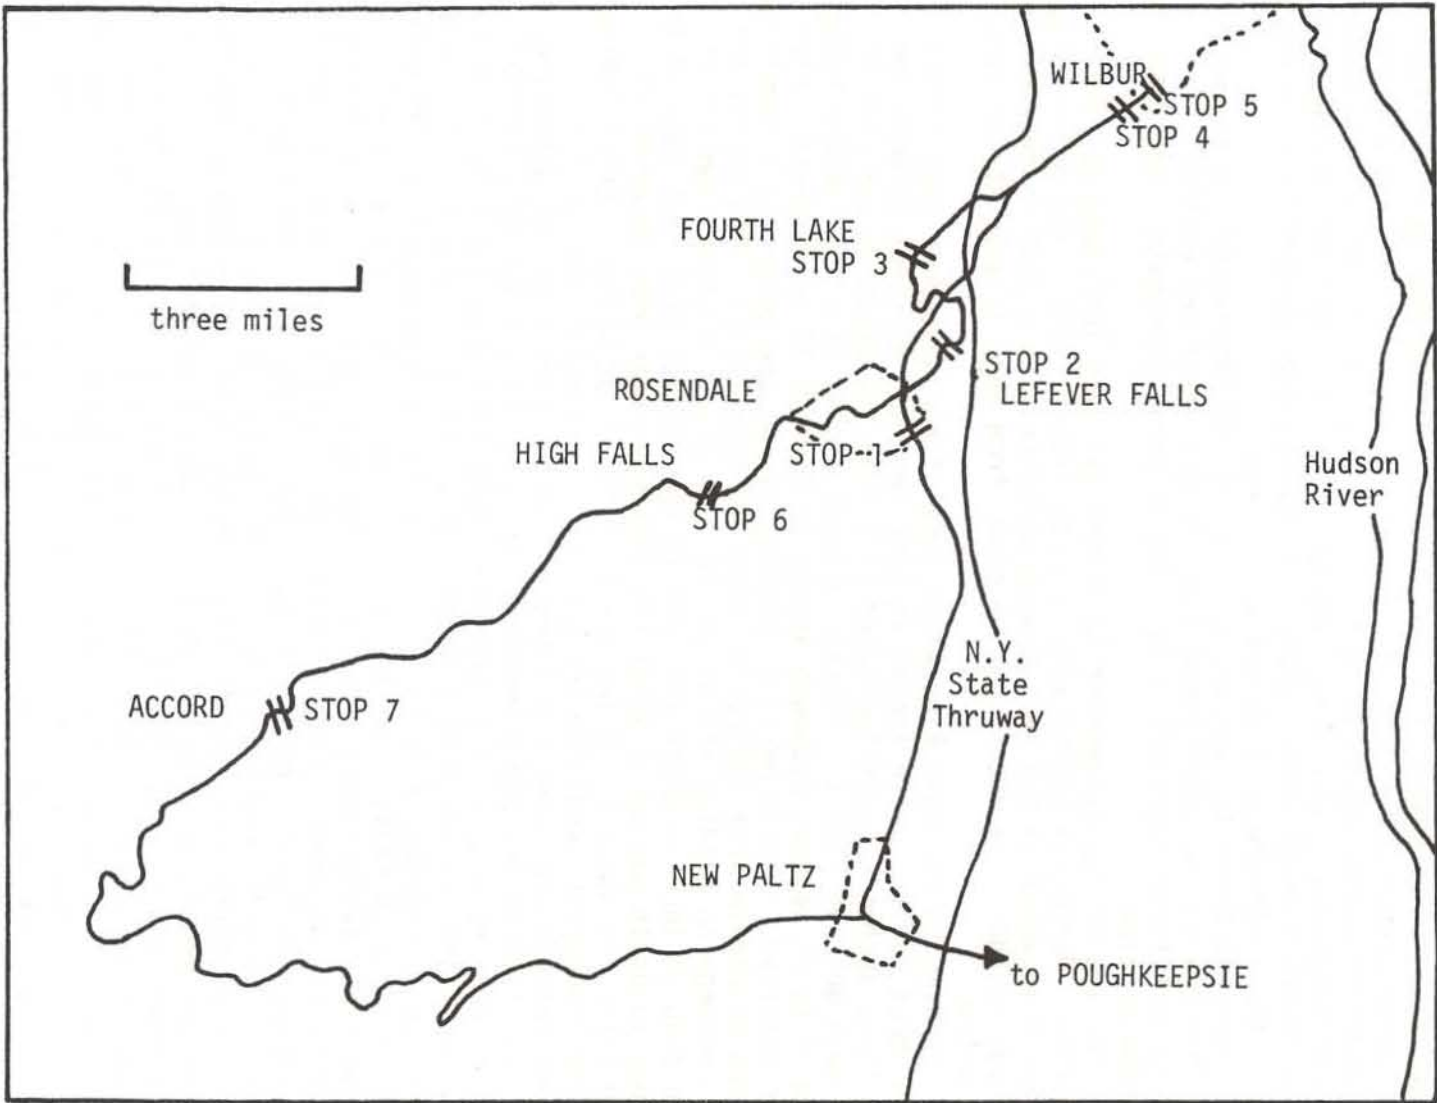 WILBUR
STOP 5
STOP 4
FOURTH LAKE
STOP 3
three miles
STOP 2
LEFEVER FALLS
ROSENDALE
HIGH FALLS
STOP 1
STOP 6
Hudson
River
N.Y.
State
Thruway
ACCORD
STOP 7
NEW PALTZ
to POUGHKEEPSIE